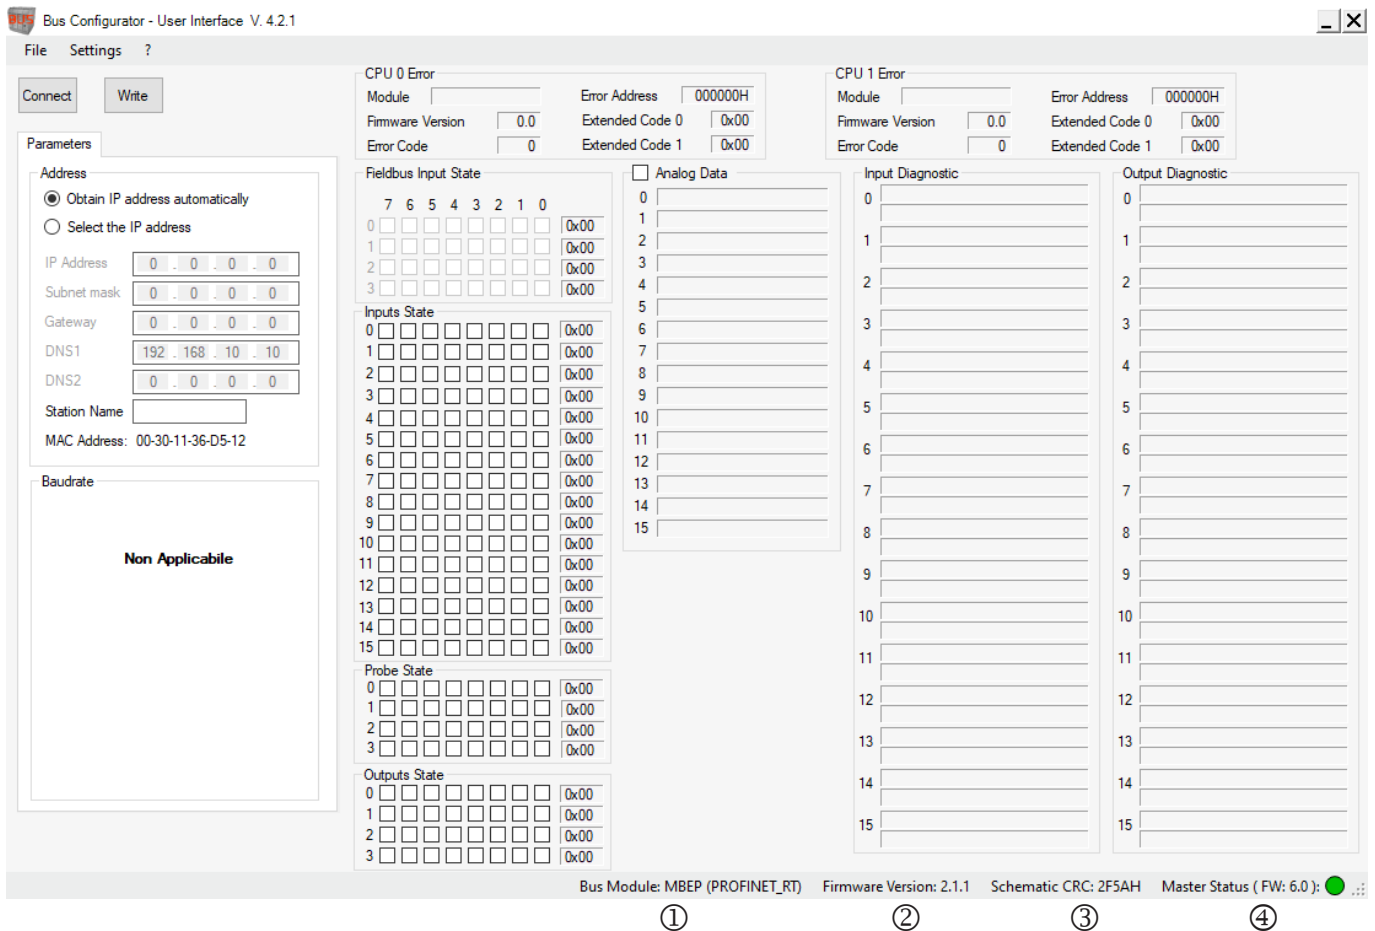 BUS Bus Configurator - User Interface V. 4.2.1
File Settings ?
Connect Write
Parameters
Address
Obtain IP address automatically
Select the IP address
IP Address 0 . 0 . 0 . 0
Subnet mask 0 . 0 . 0 . 0
Gateway 0 . 0 . 0 . 0
DNS1 192 . 168 . 10 . 10
DNS2 0 . 0 . 0 . 0
Station Name
MAC Address: 00-30-11-36-D5-12
Baudrate
Non Applicabile
CPU 0 Error
Module Error Address 000000H
Firmware Version 0.0 Extended Code 0 0x00
Error Code 0 Extended Code 1 0x00
CPU 1 Error
Module Error Address 000000H
Firmware Version 0.0 Extended Code 0 0x00
Error Code 0 Extended Code 1 0x00
Fieldbus Input State
7 6 5 4 3 2 1 0
0 0x00
1 0x00
2 0x00
3 0x00
Inputs State
0 0x00
1 0x00
2 0x00
3 0x00
4 0x00
5 0x00
6 0x00
7 0x00
8 0x00
9 0x00
10 0x00
11 0x00
12 0x00
13 0x00
14 0x00
15 0x00
Probe State
0 0x00
1 0x00
2 0x00
3 0x00
Outputs State
0 0x00
1 0x00
2 0x00
3 0x00
Analog Data
0
1
2
3
4
5
6
7
8
9
10
11
12
13
14
15
Input Diagnostic
0
1
2
3
4
5
6
7
8
9
10
11
12
13
14
15
Output Diagnostic
0
1
2
3
4
5
6
7
8
9
10
11
12
13
14
15
Bus Module: MBEP (PROFINET_RT) Firmware Version: 2.1.1 Schematic CRC: 2F5AH Master Status ( FW: 6.0 ):
① ② ③ ④